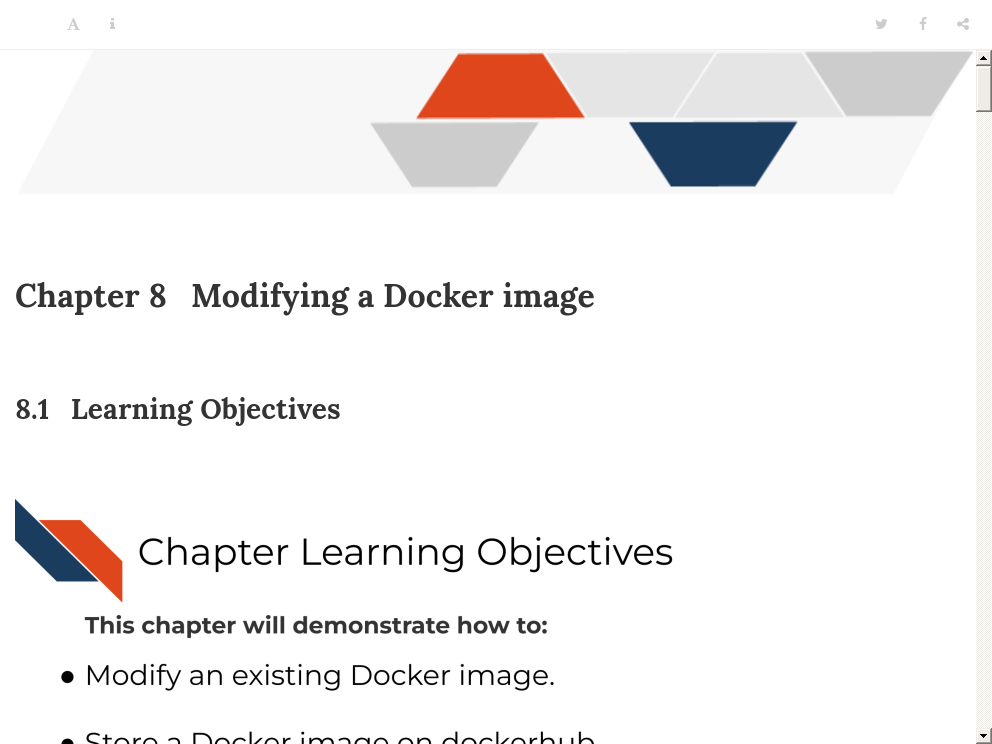 Chapter 8 Modifying a Docker image
8.1 Learning Objectives
Chapter Learning Objectives
This chapter will demonstrate how to:
● Modify an existing Docker image.
● Store a Docker image on dockerhub